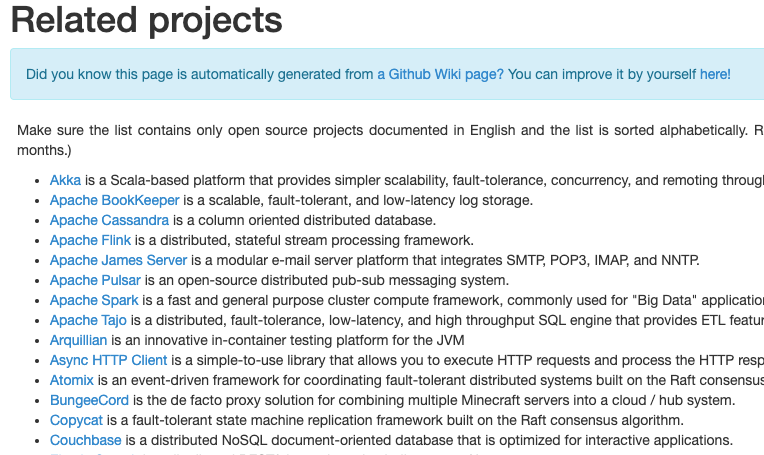 Related projects
Did you know this page is automatically generated from a Github Wiki page? You can improve it by yourself here!
Make sure the list contains only open source projects documented in English and the list is sorted alphabetically. R
months.)
• Akka is a Scala-based platform that provides simpler scalability, fault-tolerance, concurrency, and remoting through
• Apache BookKeeper is a scalable, fault-tolerant, and low-latency log storage.
• Apache Cassandra is a column oriented distributed database.
• Apache Flink is a distributed, stateful stream processing framework.
• Apache James Server is a modular e-mail server platform that integrates SMTP, POP3, IMAP, and NNTP.
• Apache Pulsar is an open-source distributed pub-sub messaging system.
• Apache Spark is a fast and general purpose cluster compute framework, commonly used for "Big Data" applicatio
• Apache Tajo is a distributed, fault-tolerance, low-latency, and high throughput SQL engine that provides ETL featur
• Arquillian is an innovative in-container testing platform for the JVM
• Async HTTP Client is a simple-to-use library that allows you to execute HTTP requests and process the HTTP resp
• Atomix is an event-driven framework for coordinating fault-tolerant distributed systems built on the Raft consensus
• BungeeCord is the de facto proxy solution for combining multiple Minecraft servers into a cloud / hub system.
• Copycat is a fault-tolerant state machine replication framework built on the Raft consensus algorithm.
• Couchbase is a distributed NoSQL document-oriented database that is optimized for interactive applications.